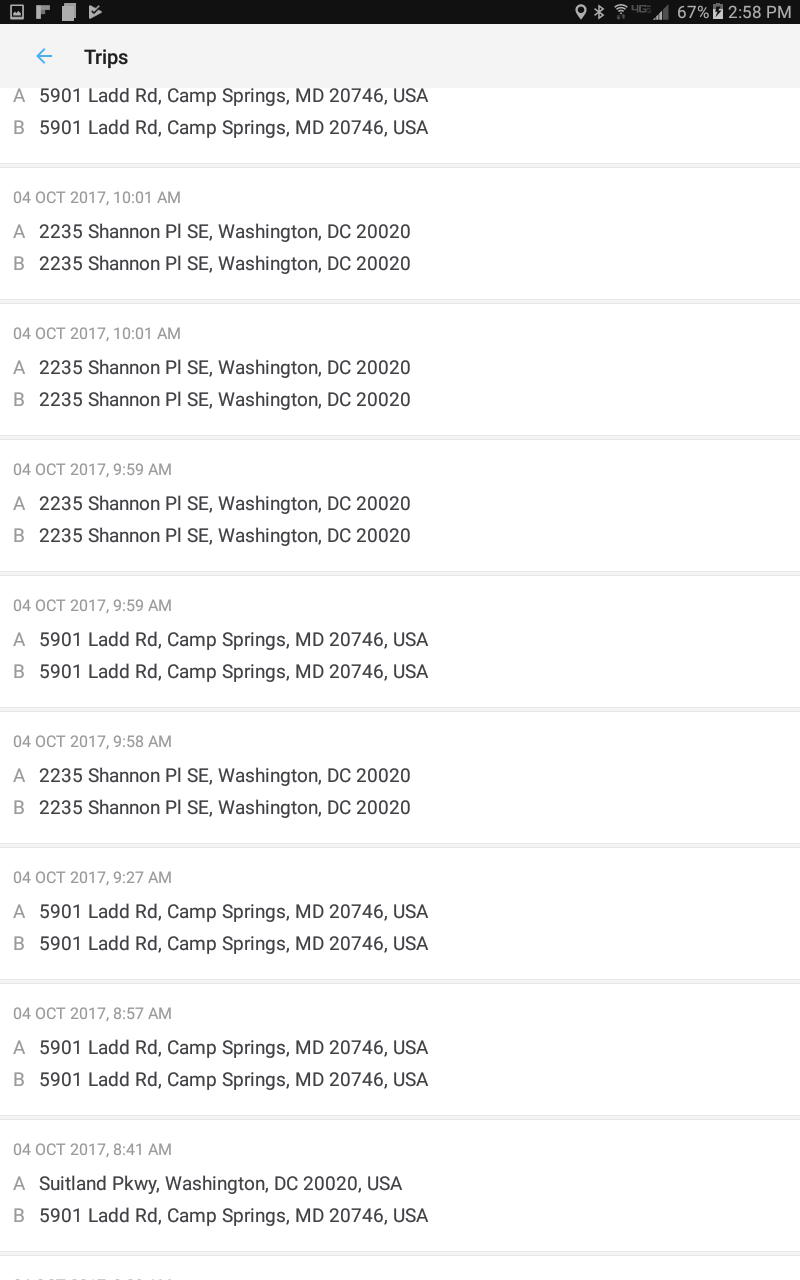 4G 67% 2:58 PM
Trips
A 5901 Ladd Rd, Camp Springs, MD 20746, USA
B 5901 Ladd Rd, Camp Springs, MD 20746, USA
04 OCT 2017, 10:01 AM
A 2235 Shannon Pl SE, Washington, DC 20020
B 2235 Shannon Pl SE, Washington, DC 20020
04 OCT 2017, 10:01 AM
A 2235 Shannon Pl SE, Washington, DC 20020
B 2235 Shannon Pl SE, Washington, DC 20020
04 OCT 2017, 9:59 AM
A 2235 Shannon Pl SE, Washington, DC 20020
B 2235 Shannon Pl SE, Washington, DC 20020
04 OCT 2017, 9:59 AM
A 5901 Ladd Rd, Camp Springs, MD 20746, USA
B 5901 Ladd Rd, Camp Springs, MD 20746, USA
04 OCT 2017, 9:58 AM
A 2235 Shannon Pl SE, Washington, DC 20020
B 2235 Shannon Pl SE, Washington, DC 20020
04 OCT 2017, 9:27 AM
A 5901 Ladd Rd, Camp Springs, MD 20746, USA
B 5901 Ladd Rd, Camp Springs, MD 20746, USA
04 OCT 2017, 8:57 AM
A 5901 Ladd Rd, Camp Springs, MD 20746, USA
B 5901 Ladd Rd, Camp Springs, MD 20746, USA
04 OCT 2017, 8:41 AM
A Suitland Pkwy, Washington, DC 20020, USA
B 5901 Ladd Rd, Camp Springs, MD 20746, USA